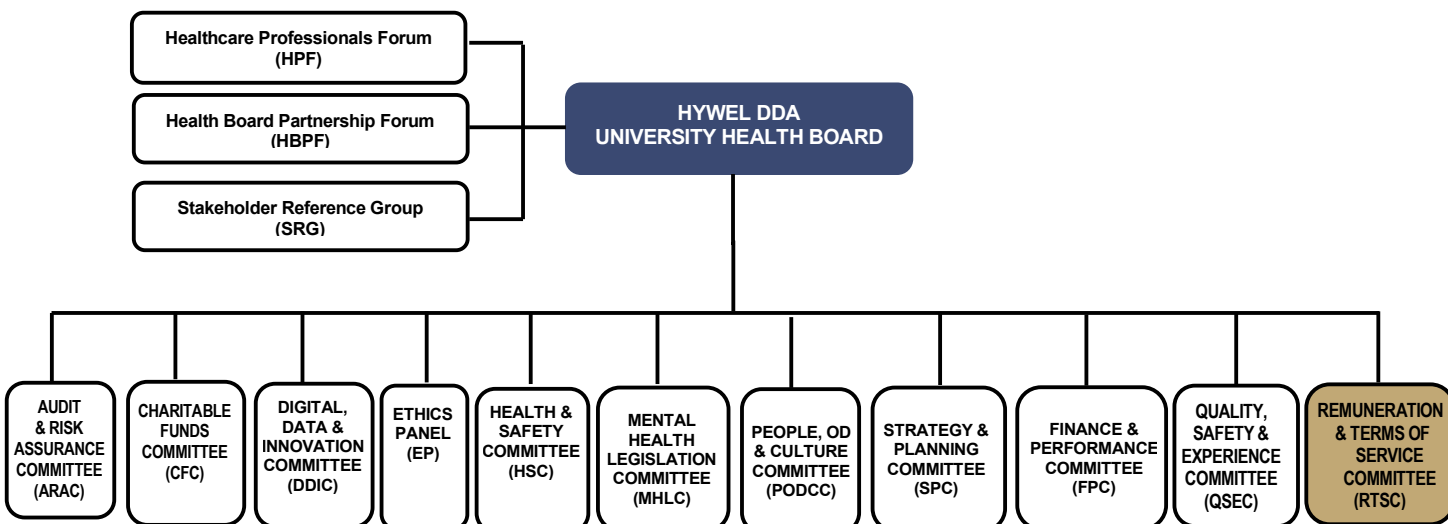 Healthcare Professionals Forum
(HPF)
Health Board Partnership Forum
(HBPF)
Stakeholder Reference Group
(SRG)
HYWEL DDA
UNIVERSITY HEALTH BOARD
AUDIT
& RISK
ASSURANCE
COMMITTEE
(ARAC)
CHARITABLE
FUNDS
COMMITTEE
(CFC)
DIGITAL,
DATA &
INNOVATION
COMMITTEE
(DDIC)
ETHICS
PANEL
(EP)
HEALTH &
SAFETY
COMMITTEE
(HSC)
MENTAL
HEALTH
LEGISLATION
COMMITTEE
(MHLC)
PEOPLE, OD
& CULTURE
COMMITTEE
(PODCC)
STRATEGY &
PLANNING
COMMITTEE
(SPC)
FINANCE &
PERFORMANCE
COMMITTEE
(FPC)
QUALITY,
SAFETY &
EXPERIENCE
COMMITTEE
(QSEC)
REMUNERATION
& TERMS OF
SERVICE
COMMITTEE
(RTSC)